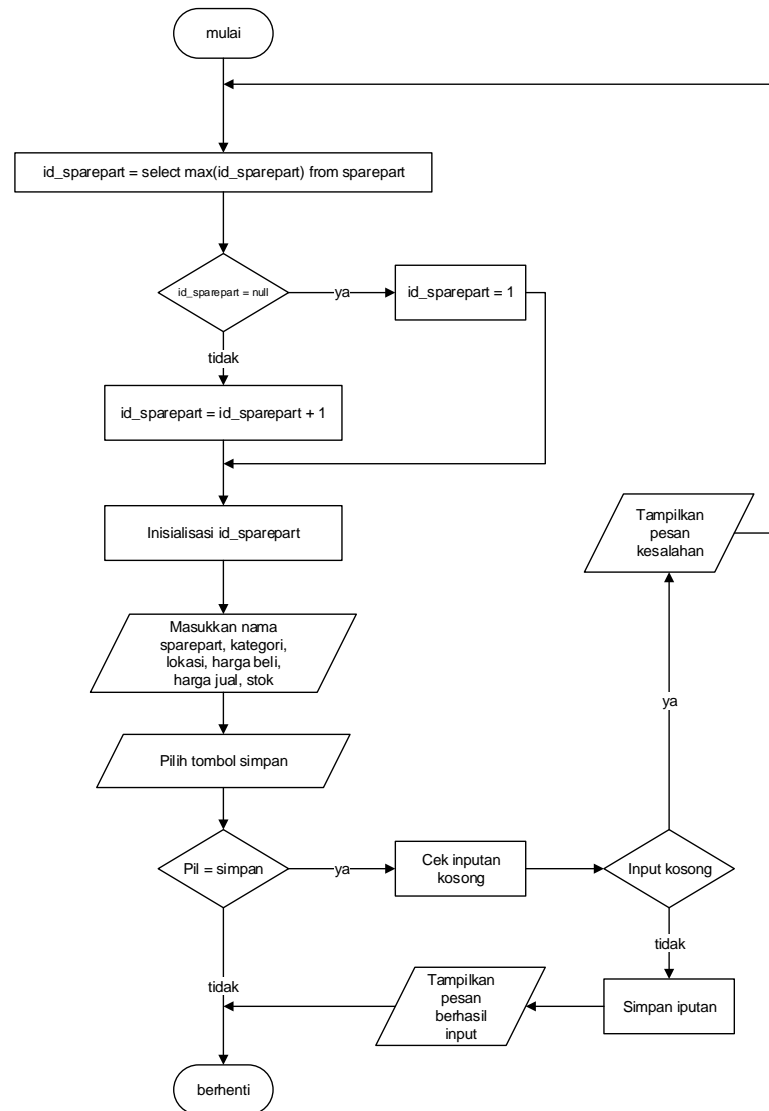 mulai
id_sparepart = select max(id_sparepart) from sparepart
id_sparepart = null
ya
id_sparepart = 1
tidak
id_sparepart = id_sparepart + 1
Inisialisasi id_sparepart
Tampilkan
pesan
kesalahan
Masukkan nama
sparepart, kategori,
lokasi, harga beli,
harga jual, stok
ya
Pilih tombol simpan
Pil = simpan
ya
Cek inputan
kosong
Input kosong
tidak
tidak
Tampilkan
pesan
berhasil
input
Simpan iputan
berhenti